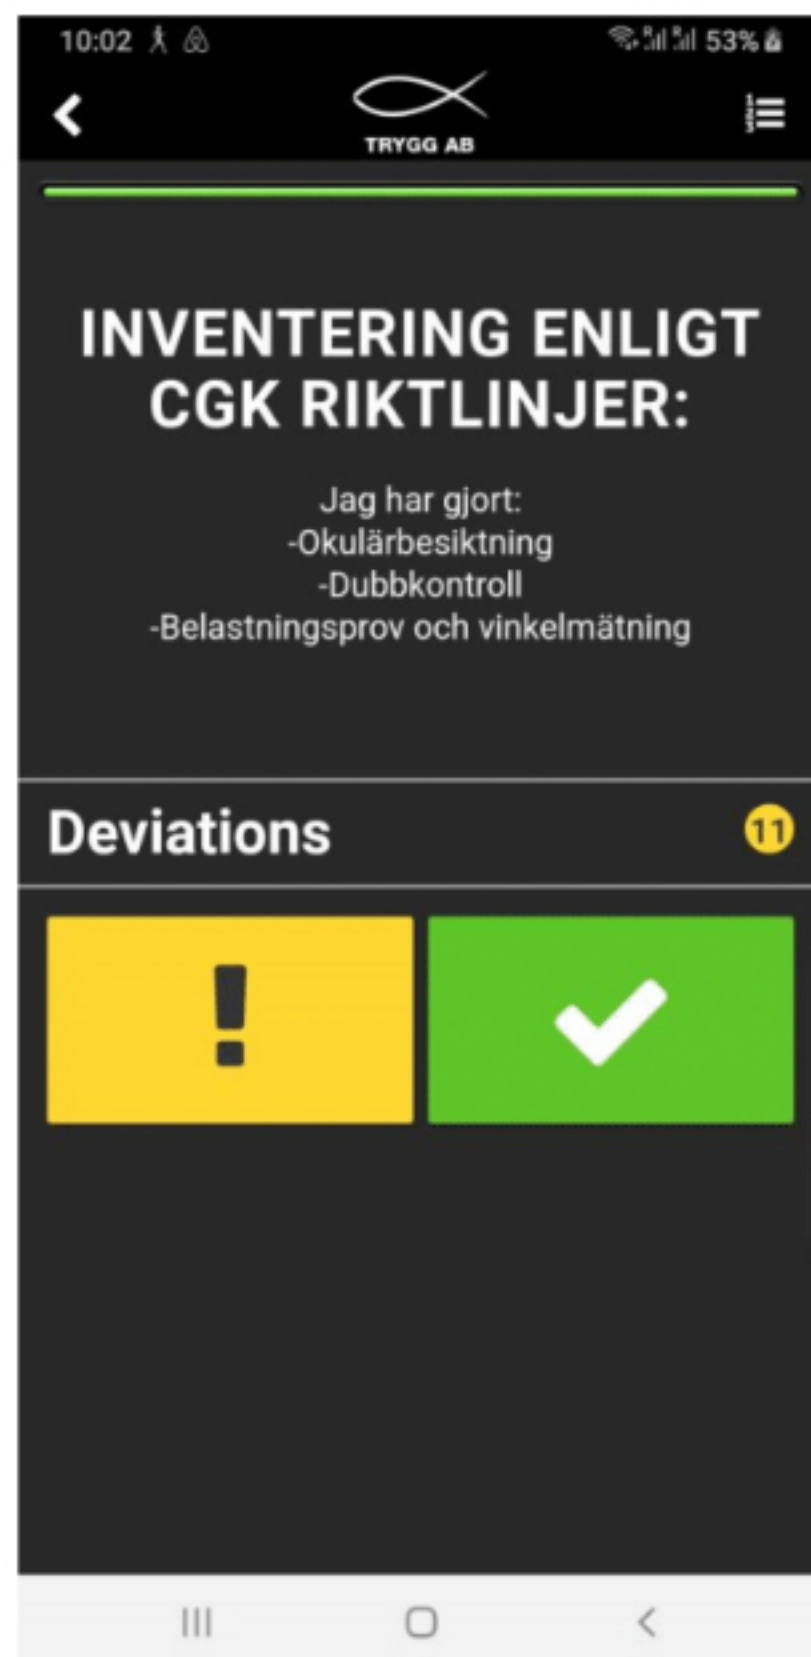 10:02
53%
TRYGG AB
INVENTERING ENLIGT
CGK RIKTLINJER:
Jag har gjort:
-Okulärbesiktning
-Dubbkontroll
-Belastningsprov och vinkelmätning
Deviations
11